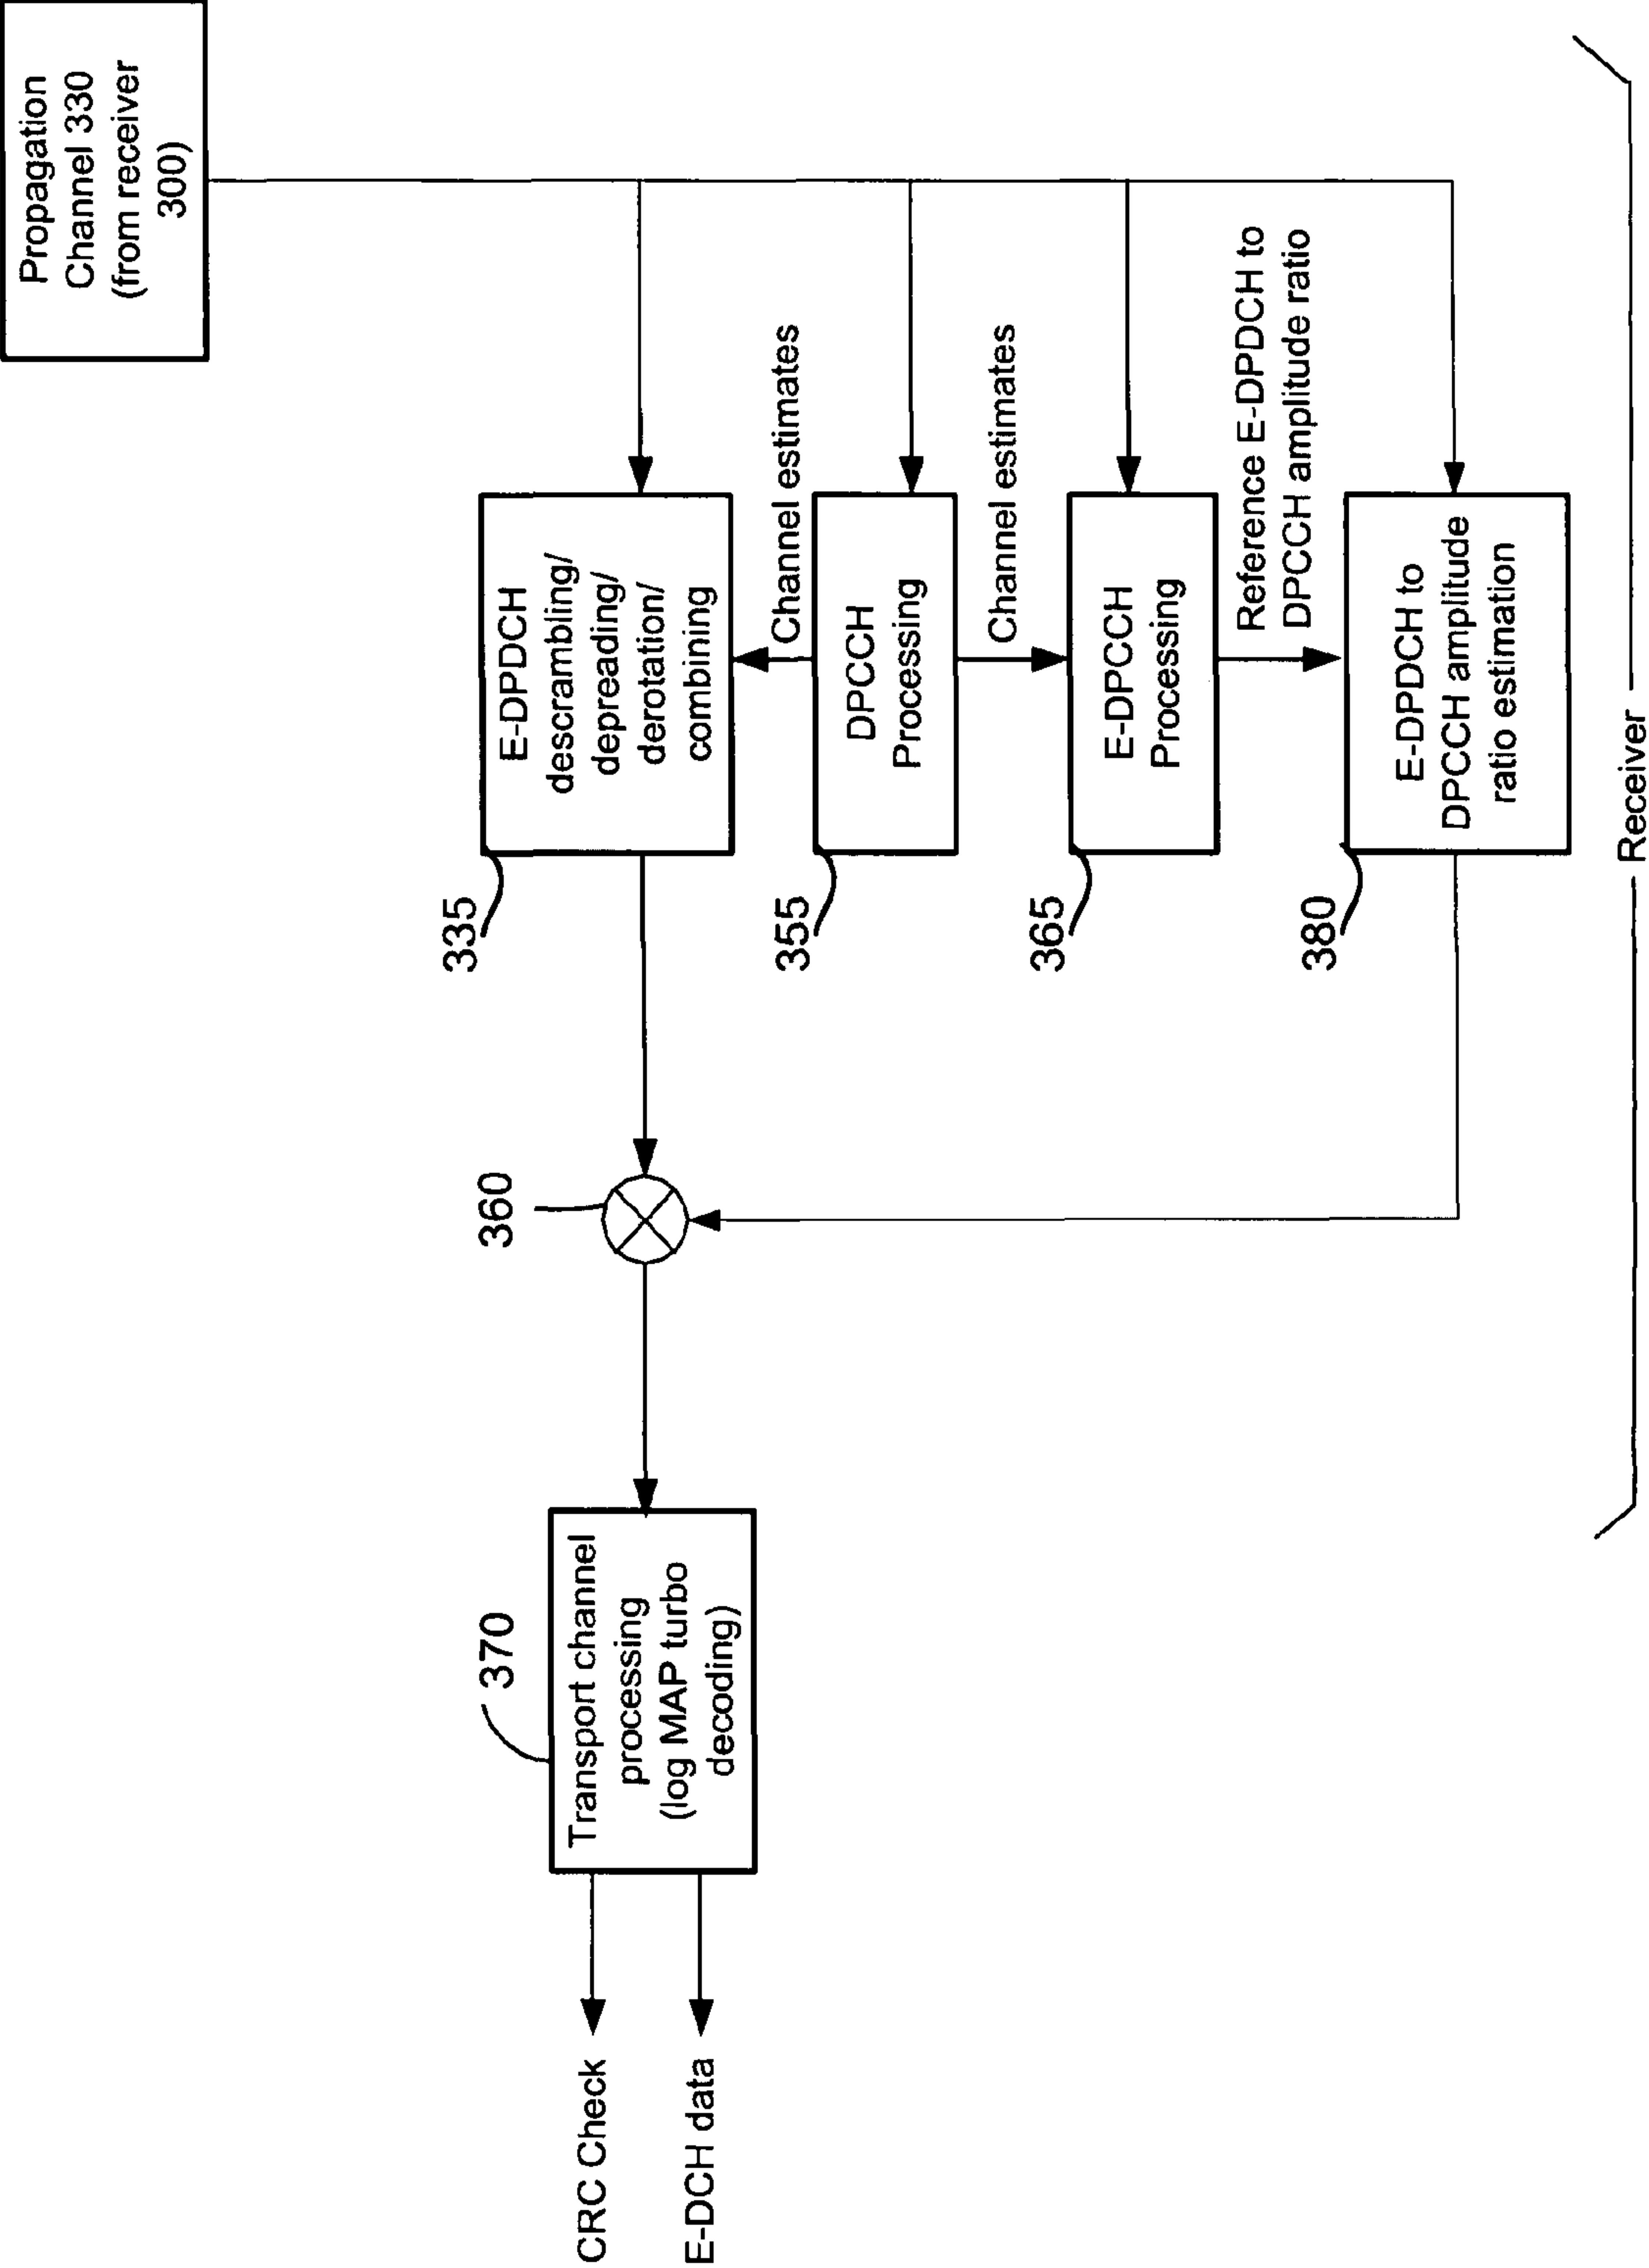 Propagation
Channel 330
(from receiver
300)
E-DPDCH
descrambling/
depreading/
derotation/
combining
335
Channel estimates
DPCCH
Processing
355
Channel estimates
E-DPCCH
Processing
365
Reference E-DPDCH to
DPCCH amplitude ratio
E-DPDCH to
DPCCH amplitude
ratio estimation
380
360
Transport channel
processing
(log MAP turbo
decoding)
370
CRC Check
E-DCH data
Receiver